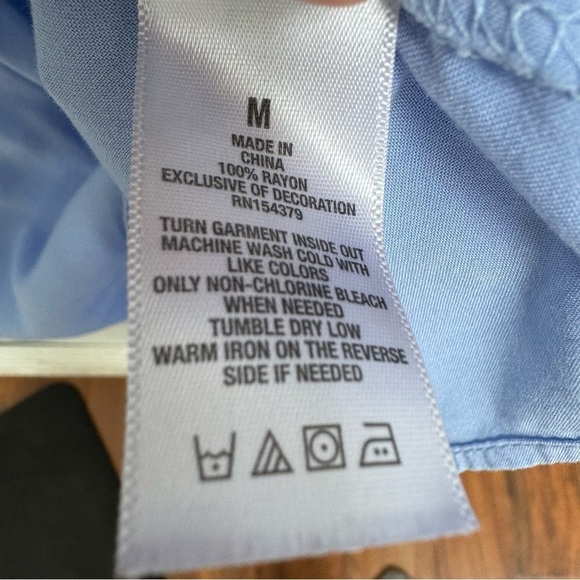 M
MADE IN
CHINA
100% RAYON
EXCLUSIVE OF DECORATION
RN154379
TURN GARMENT INSIDE OUT
MACHINE WASH COLD WITH
LIKE COLORS
ONLY NON-CHLORINE BLEACH
WHEN NEEDED
TUMBLE DRY LOW
WARM IRON ON THE REVERSE
SIDE IF NEEDED